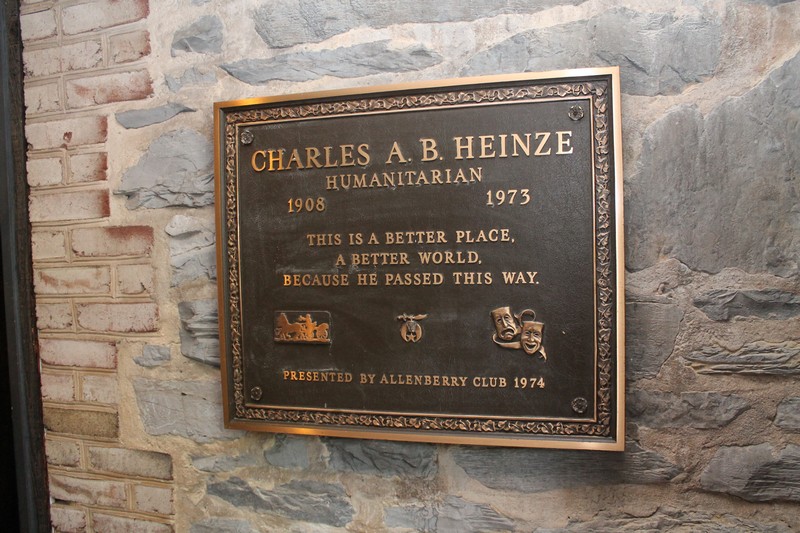 CHARLES A. B. HEINZE
HUMANITARIAN
1908 1973
THIS IS A BETTER PLACE,
A BETTER WORLD,
BECAUSE HE PASSED THIS WAY.
PRESENTED BY ALLENBERRY CLUB 1974